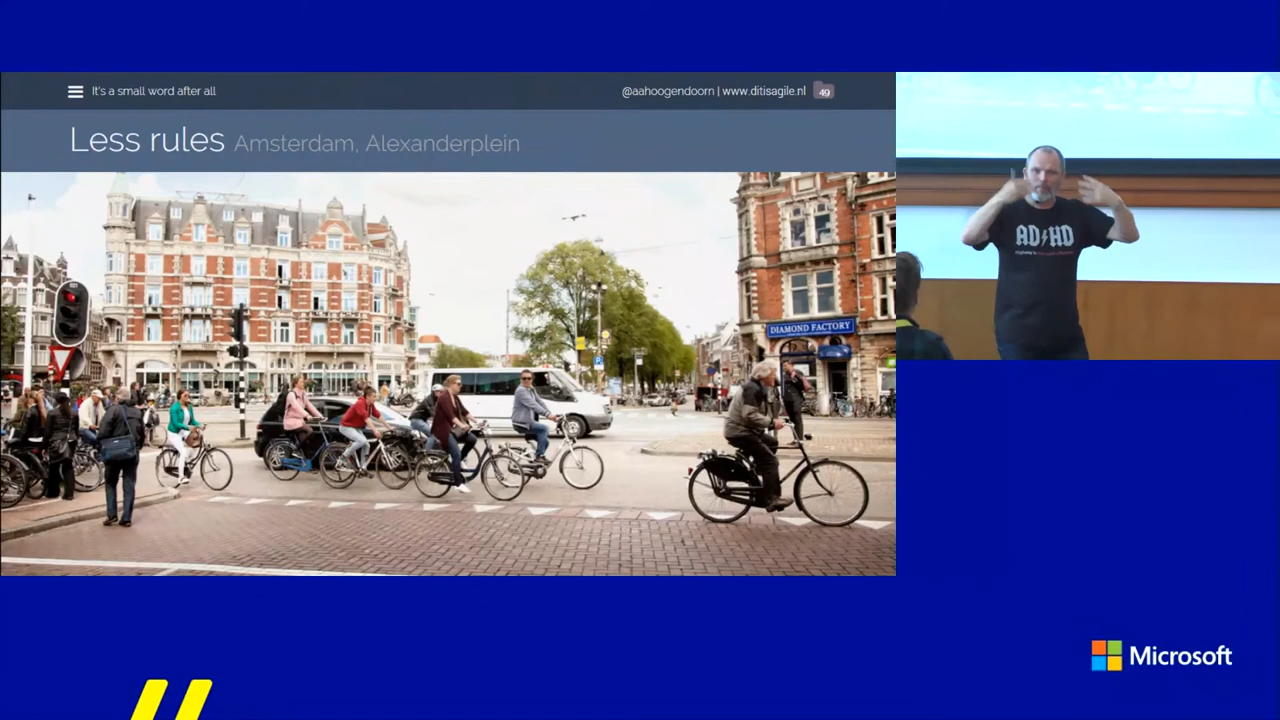 It's a small word after all
@aahoogendoorn | www.ditisagile.nl
49
Less rules Amsterdam, Alexanderplein
DIAMOND FACTORY
AD HD
Microsoft